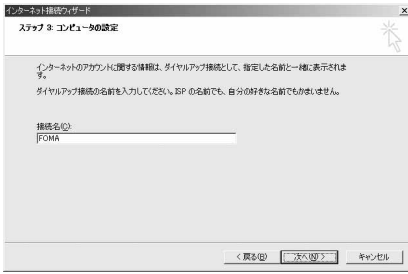 インターネット接続ウィザード
ステップ 3: コンピュータの設定
インターネットのアカウントに関する情報は、ダイヤルアップ接続として、指定した名前と一緒に表示されま
す。
ダイヤルアップ接続の名前を入力してください。ISP の名前でも、自分の好きな名前でもかまいません。
接続名(C):
FOMA
< 戻る(B)
次へ(N) >
キャンセル